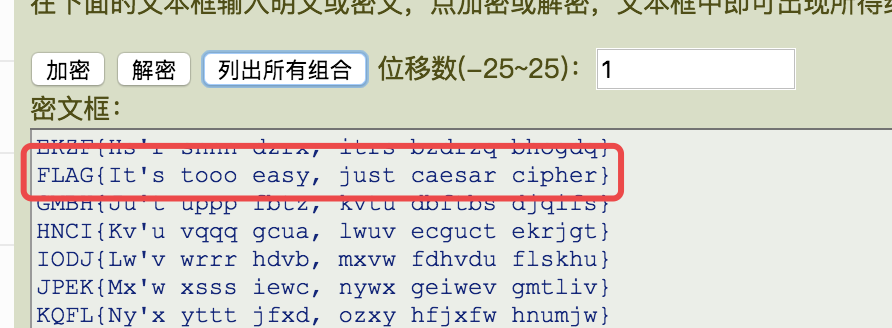 在下面的文本框输入明文或密文，点加密或解密，文本框中即可出现所得结
加密 解密 列出所有组合 位移数(-25~25)： 1
密文框：
EKZF{Hs'r snnn dzrx, itrs bzdrzq bhogdq}
FLAG{It's tooo easy, just caesar cipher}
GMBH{Ju't uppp fbtz, kvtu dbftbs djqifs}
HNCI{Kv'u vqqq gcua, lwuv ecguct ekrjgt}
IODJ{Lw'v wrrr hdvb, mxvw fdhvdu flskhu}
JPEK{Mx'w xsss iewc, nywx geiwev gmtliv}
KQFL{Ny'x yttt jfxd, ozxy hfjxfw hnumjw}